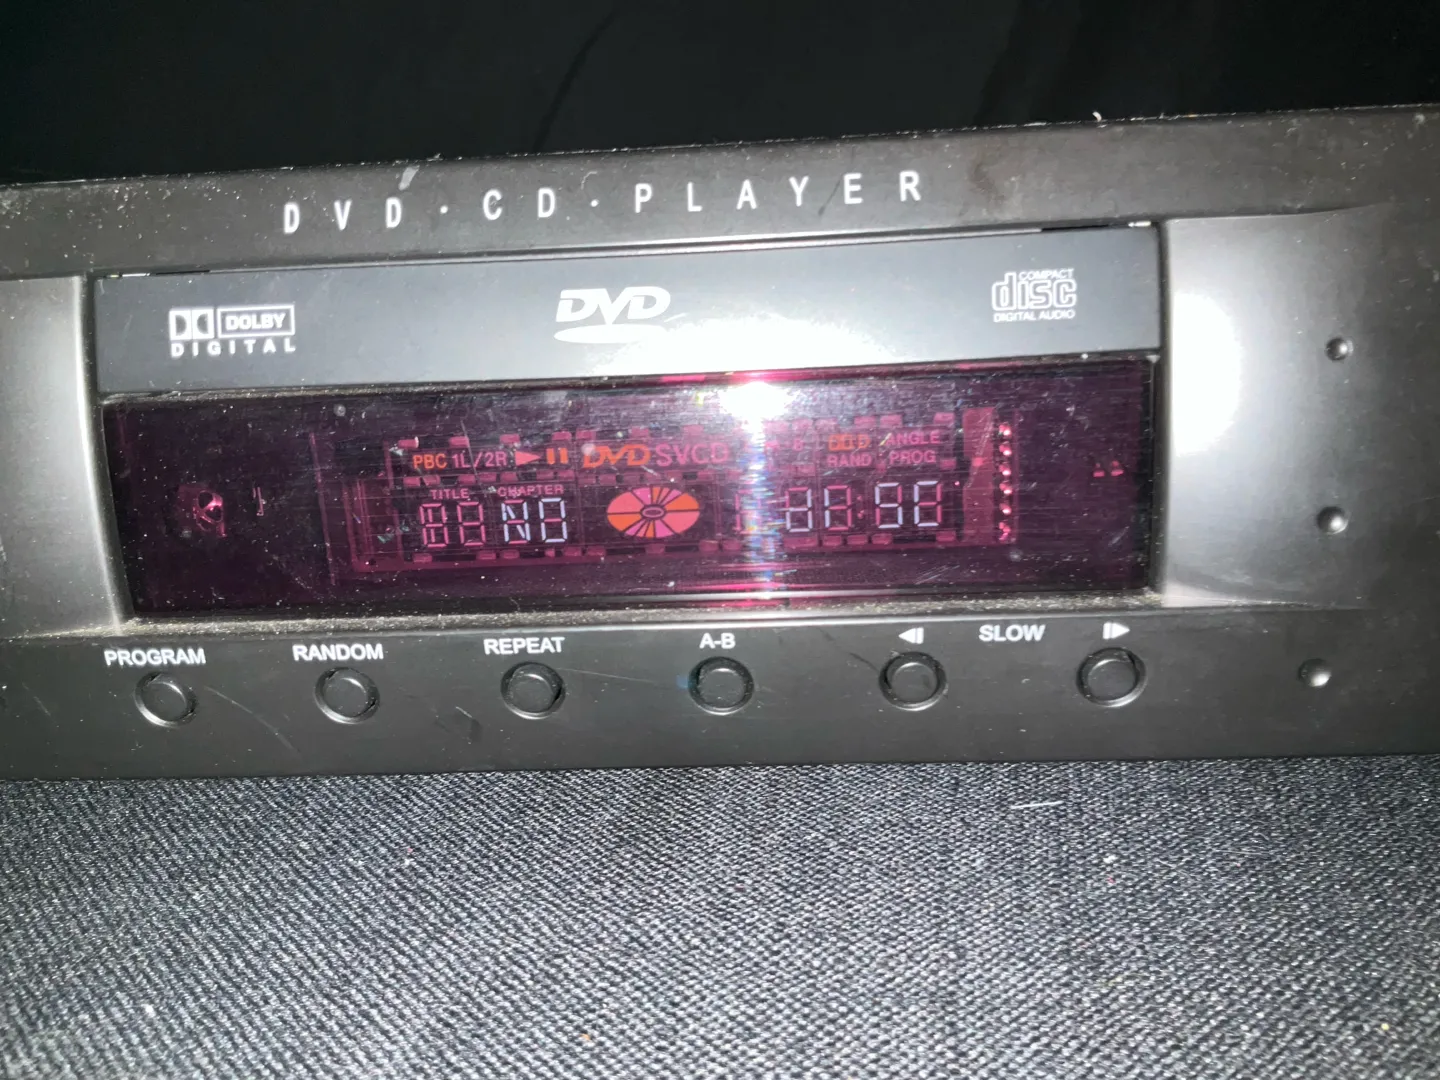 DVD·CD·PLAYER
DOLBY
DIGITAL
DVD
COMPACT
disc
DIGITAL AUDIO
PBC 1L/2R DVD SVCD ANGLE
RAND PROG
TITLE CHAPTER
NO
PROGRAM RANDOM REPEAT A-B SLOW